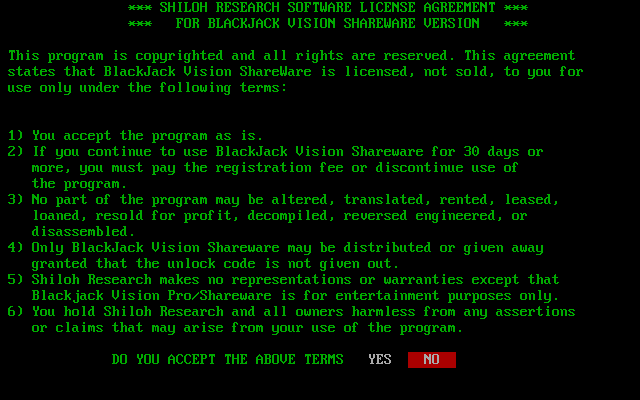 *** SHILOH RESEARCH SOFTWARE LICENSE AGREEMENT ***
*** FOR BLACKJACK VISION SHAREWARE VERSION ***
This program is copyrighted and all rights are reserved. This agreement
states that BlackJack Vision ShareWare is licensed, not sold, to you for
use only under the following terms:
1) You accept the program as is.
2) If you continue to use BlackJack Vision Shareware for 30 days or
more, you must pay the registration fee or discontinue use of
the program.
3) No part of the program may be altered, translated, rented, leased,
loaned, resold for profit, decompiled, reversed engineered, or
disassembled.
4) Only BlackJack Vision Shareware may be distributed or given away
granted that the unlock code is not given out.
5) Shiloh Research makes no representations or warranties except that
Blackjack Vision Pro/Shareware is for entertainment purposes only.
6) You hold Shiloh Research and all owners harmless from any assertions
or claims that may arise from your use of the program.
DO YOU ACCEPT THE ABOVE TERMS YES NO